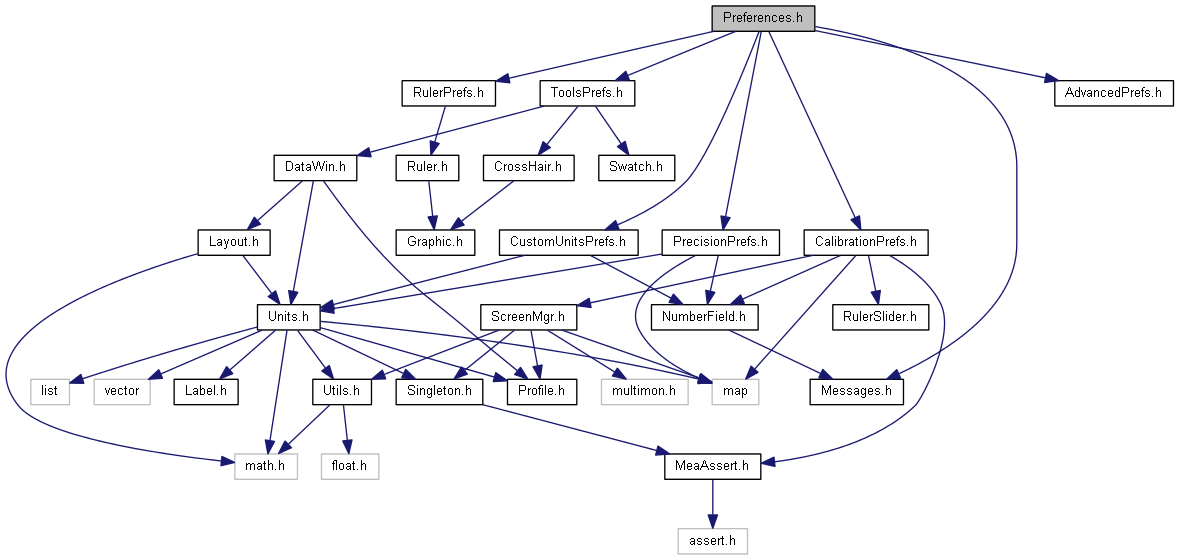 Preferences.h
RulerPrefs.h
ToolsPrefs.h
AdvancedPrefs.h
DataWin.h
Ruler.h
CrossHair.h
Swatch.h
Layout.h
Graphic.h
CustomUnitsPrefs.h
PrecisionPrefs.h
CalibrationPrefs.h
Units.h
ScreenMgr.h
NumberField.h
RulerSlider.h
list
vector
Label.h
Utils.h
Singleton.h
Profile.h
multimon.h
map
Messages.h
math.h
float.h
MeaAssert.h
assert.h